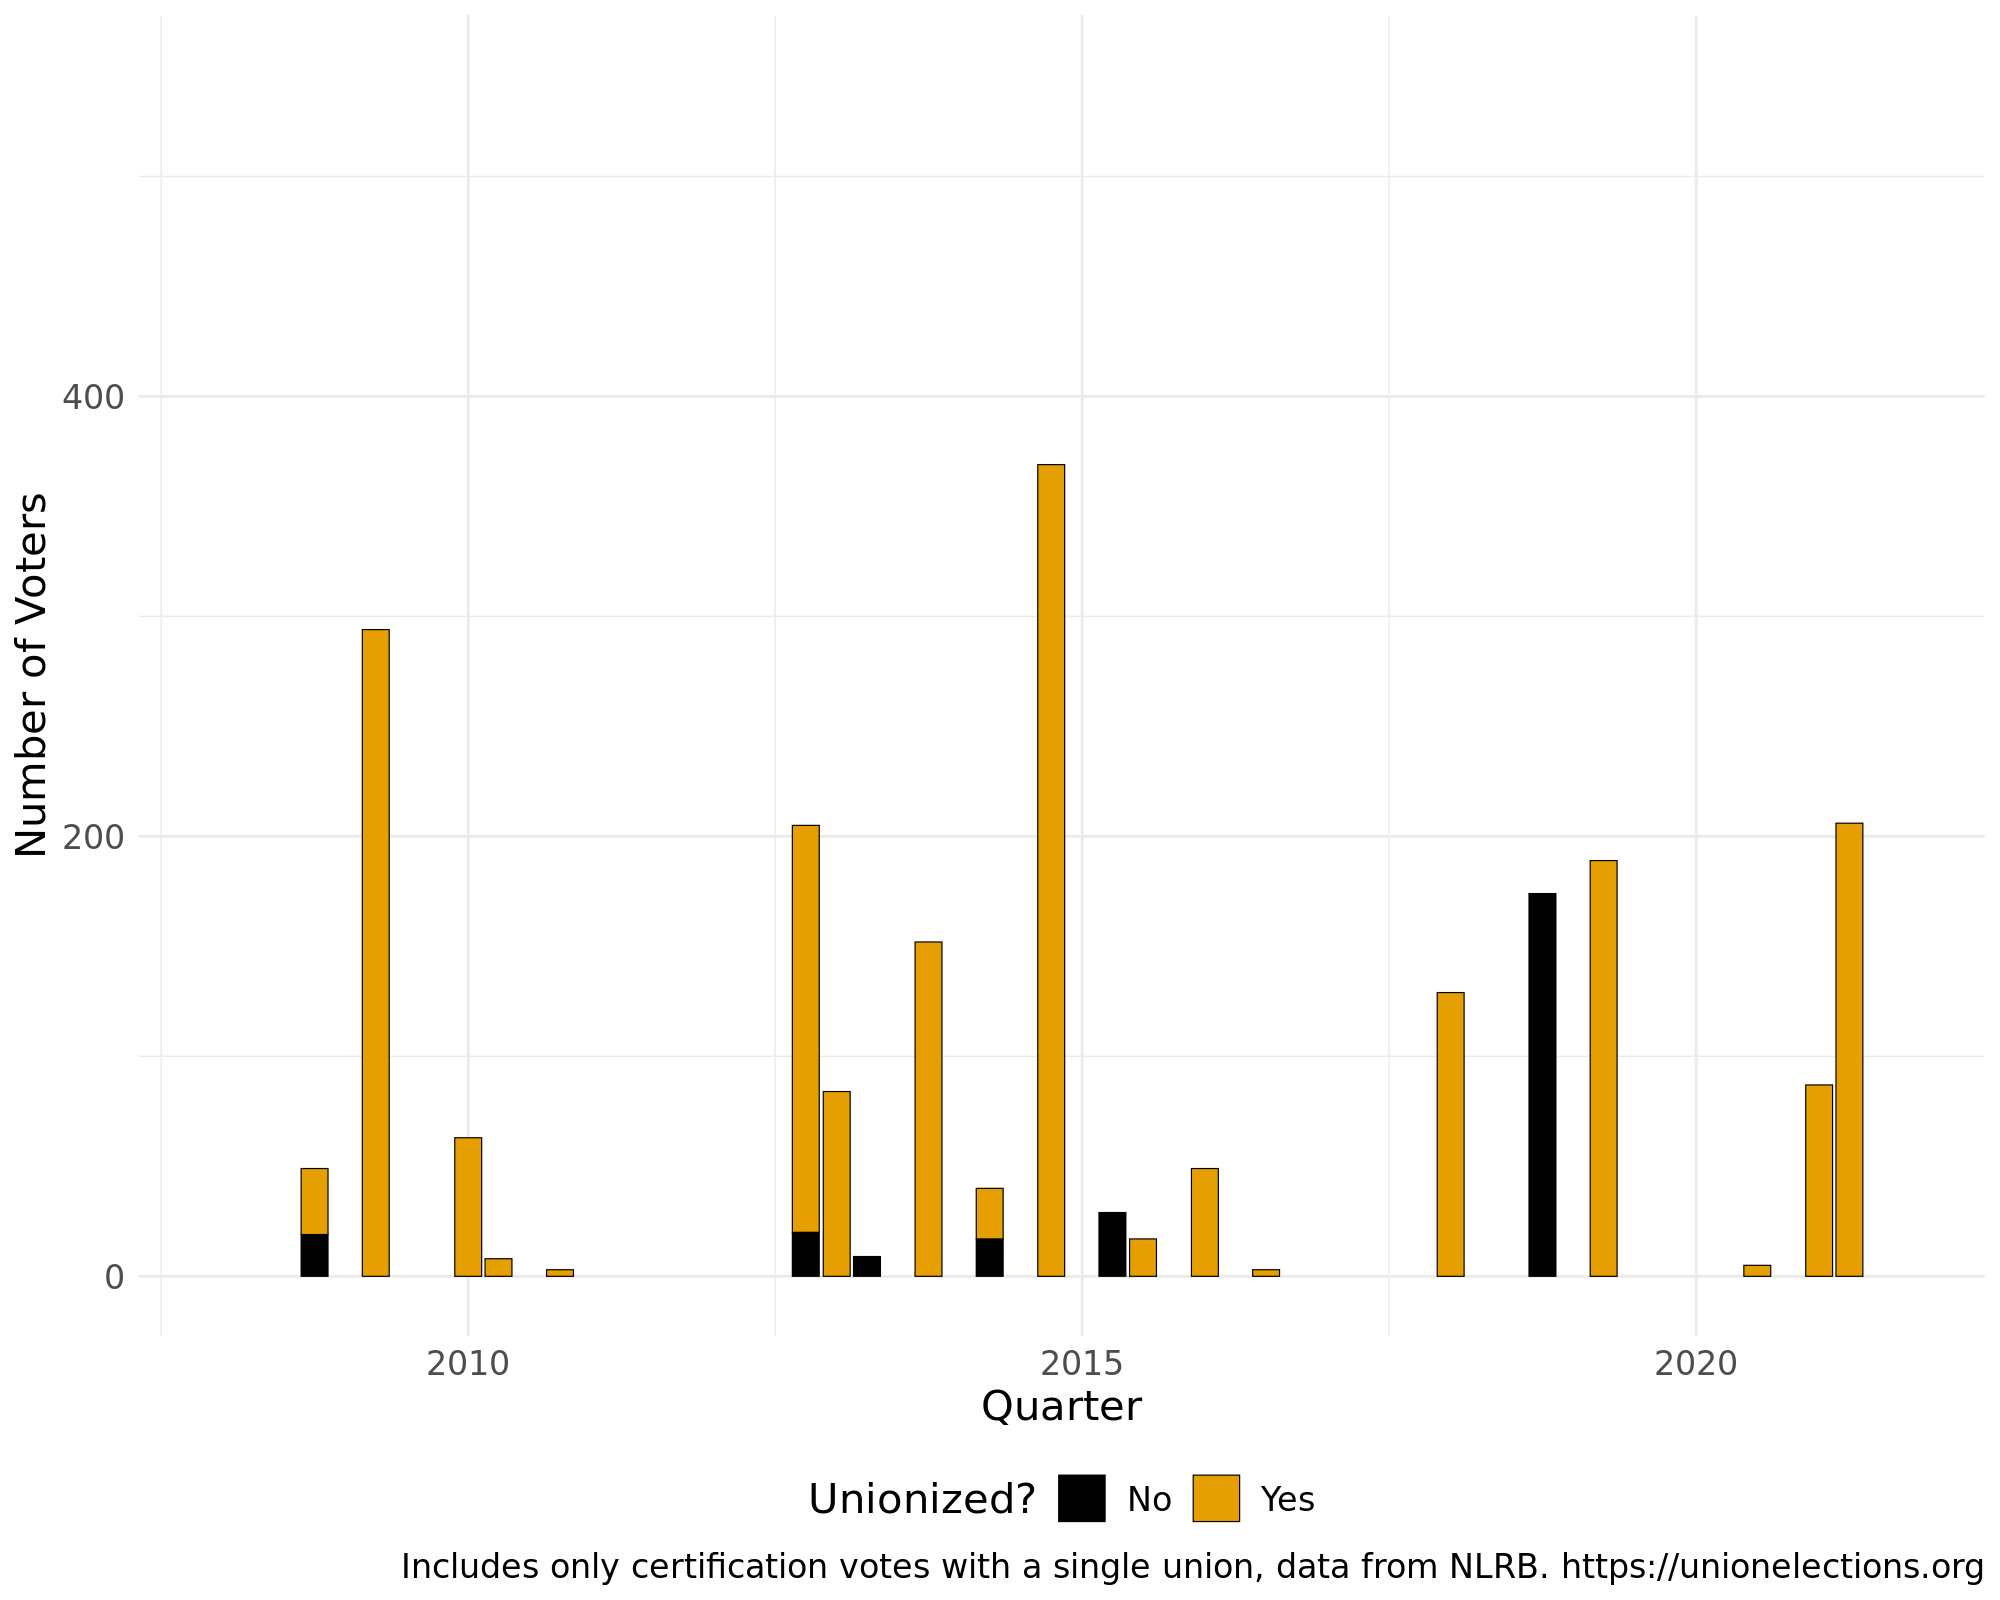 Number of Voters
400
200
0
2010 2015 2020
Quarter
Unionized? No Yes
Includes only certification votes with a single union, data from NLRB. https://unionelections.org